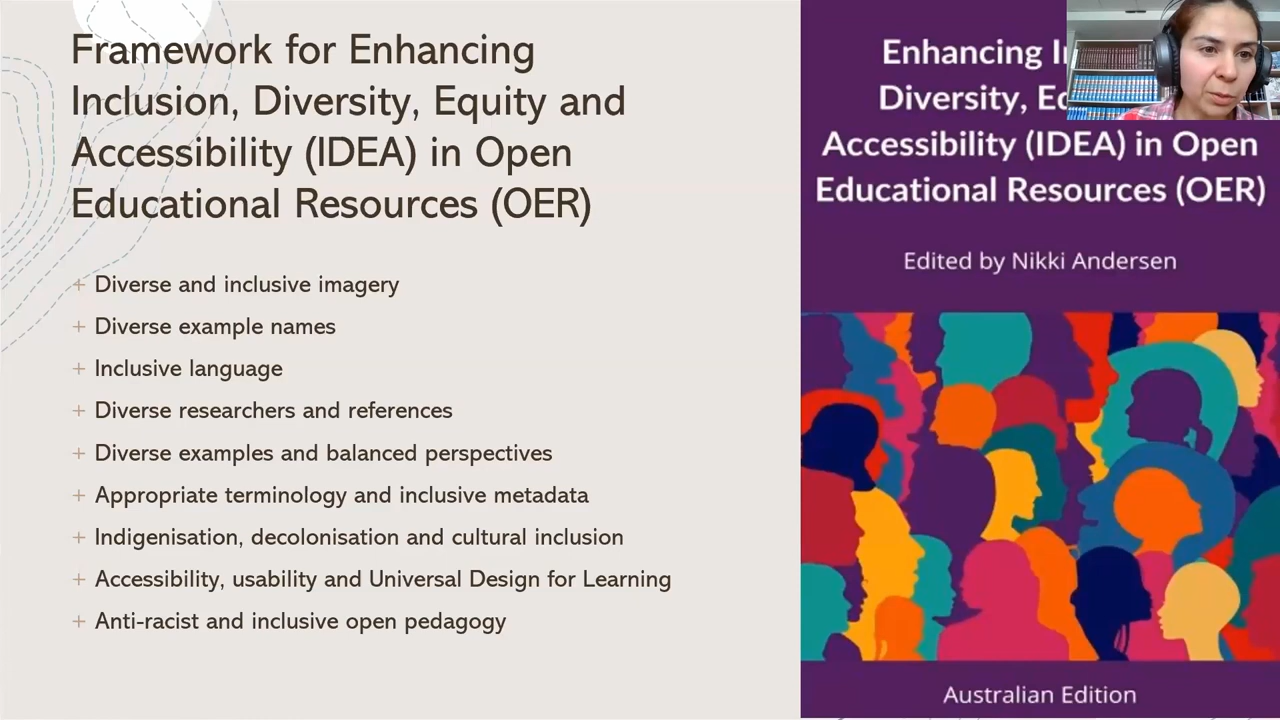 Framework for Enhancing
Inclusion, Diversity, Equity and
Accessibility (IDEA) in Open
Educational Resources (OER)
+ Diverse and inclusive imagery
+ Diverse example names
+ Inclusive language
+ Diverse researchers and references
+ Diverse examples and balanced perspectives
+ Appropriate terminology and inclusive metadata
+ Indigenisation, decolonisation and cultural inclusion
+ Accessibility, usability and Universal Design for Learning
+ Anti-racist and inclusive open pedagogy
Enhancing
Diversity,
Accessibility (IDEA) in Open
Educational Resources (OER)
Edited by Nikki Andersen
Australian Edition